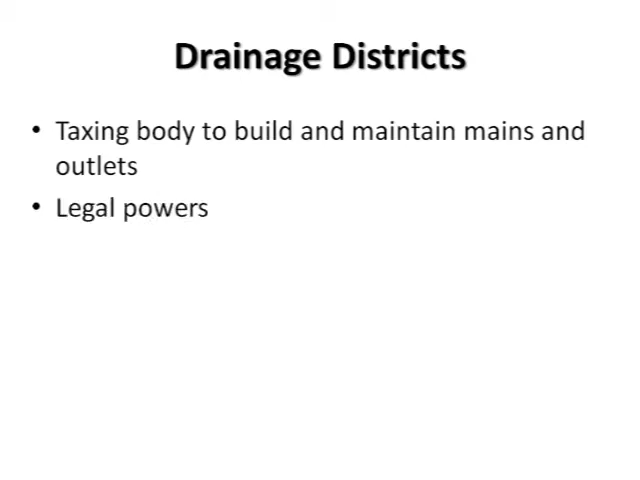 Drainage Districts
• Taxing body to build and maintain mains and
outlets
• Legal powers